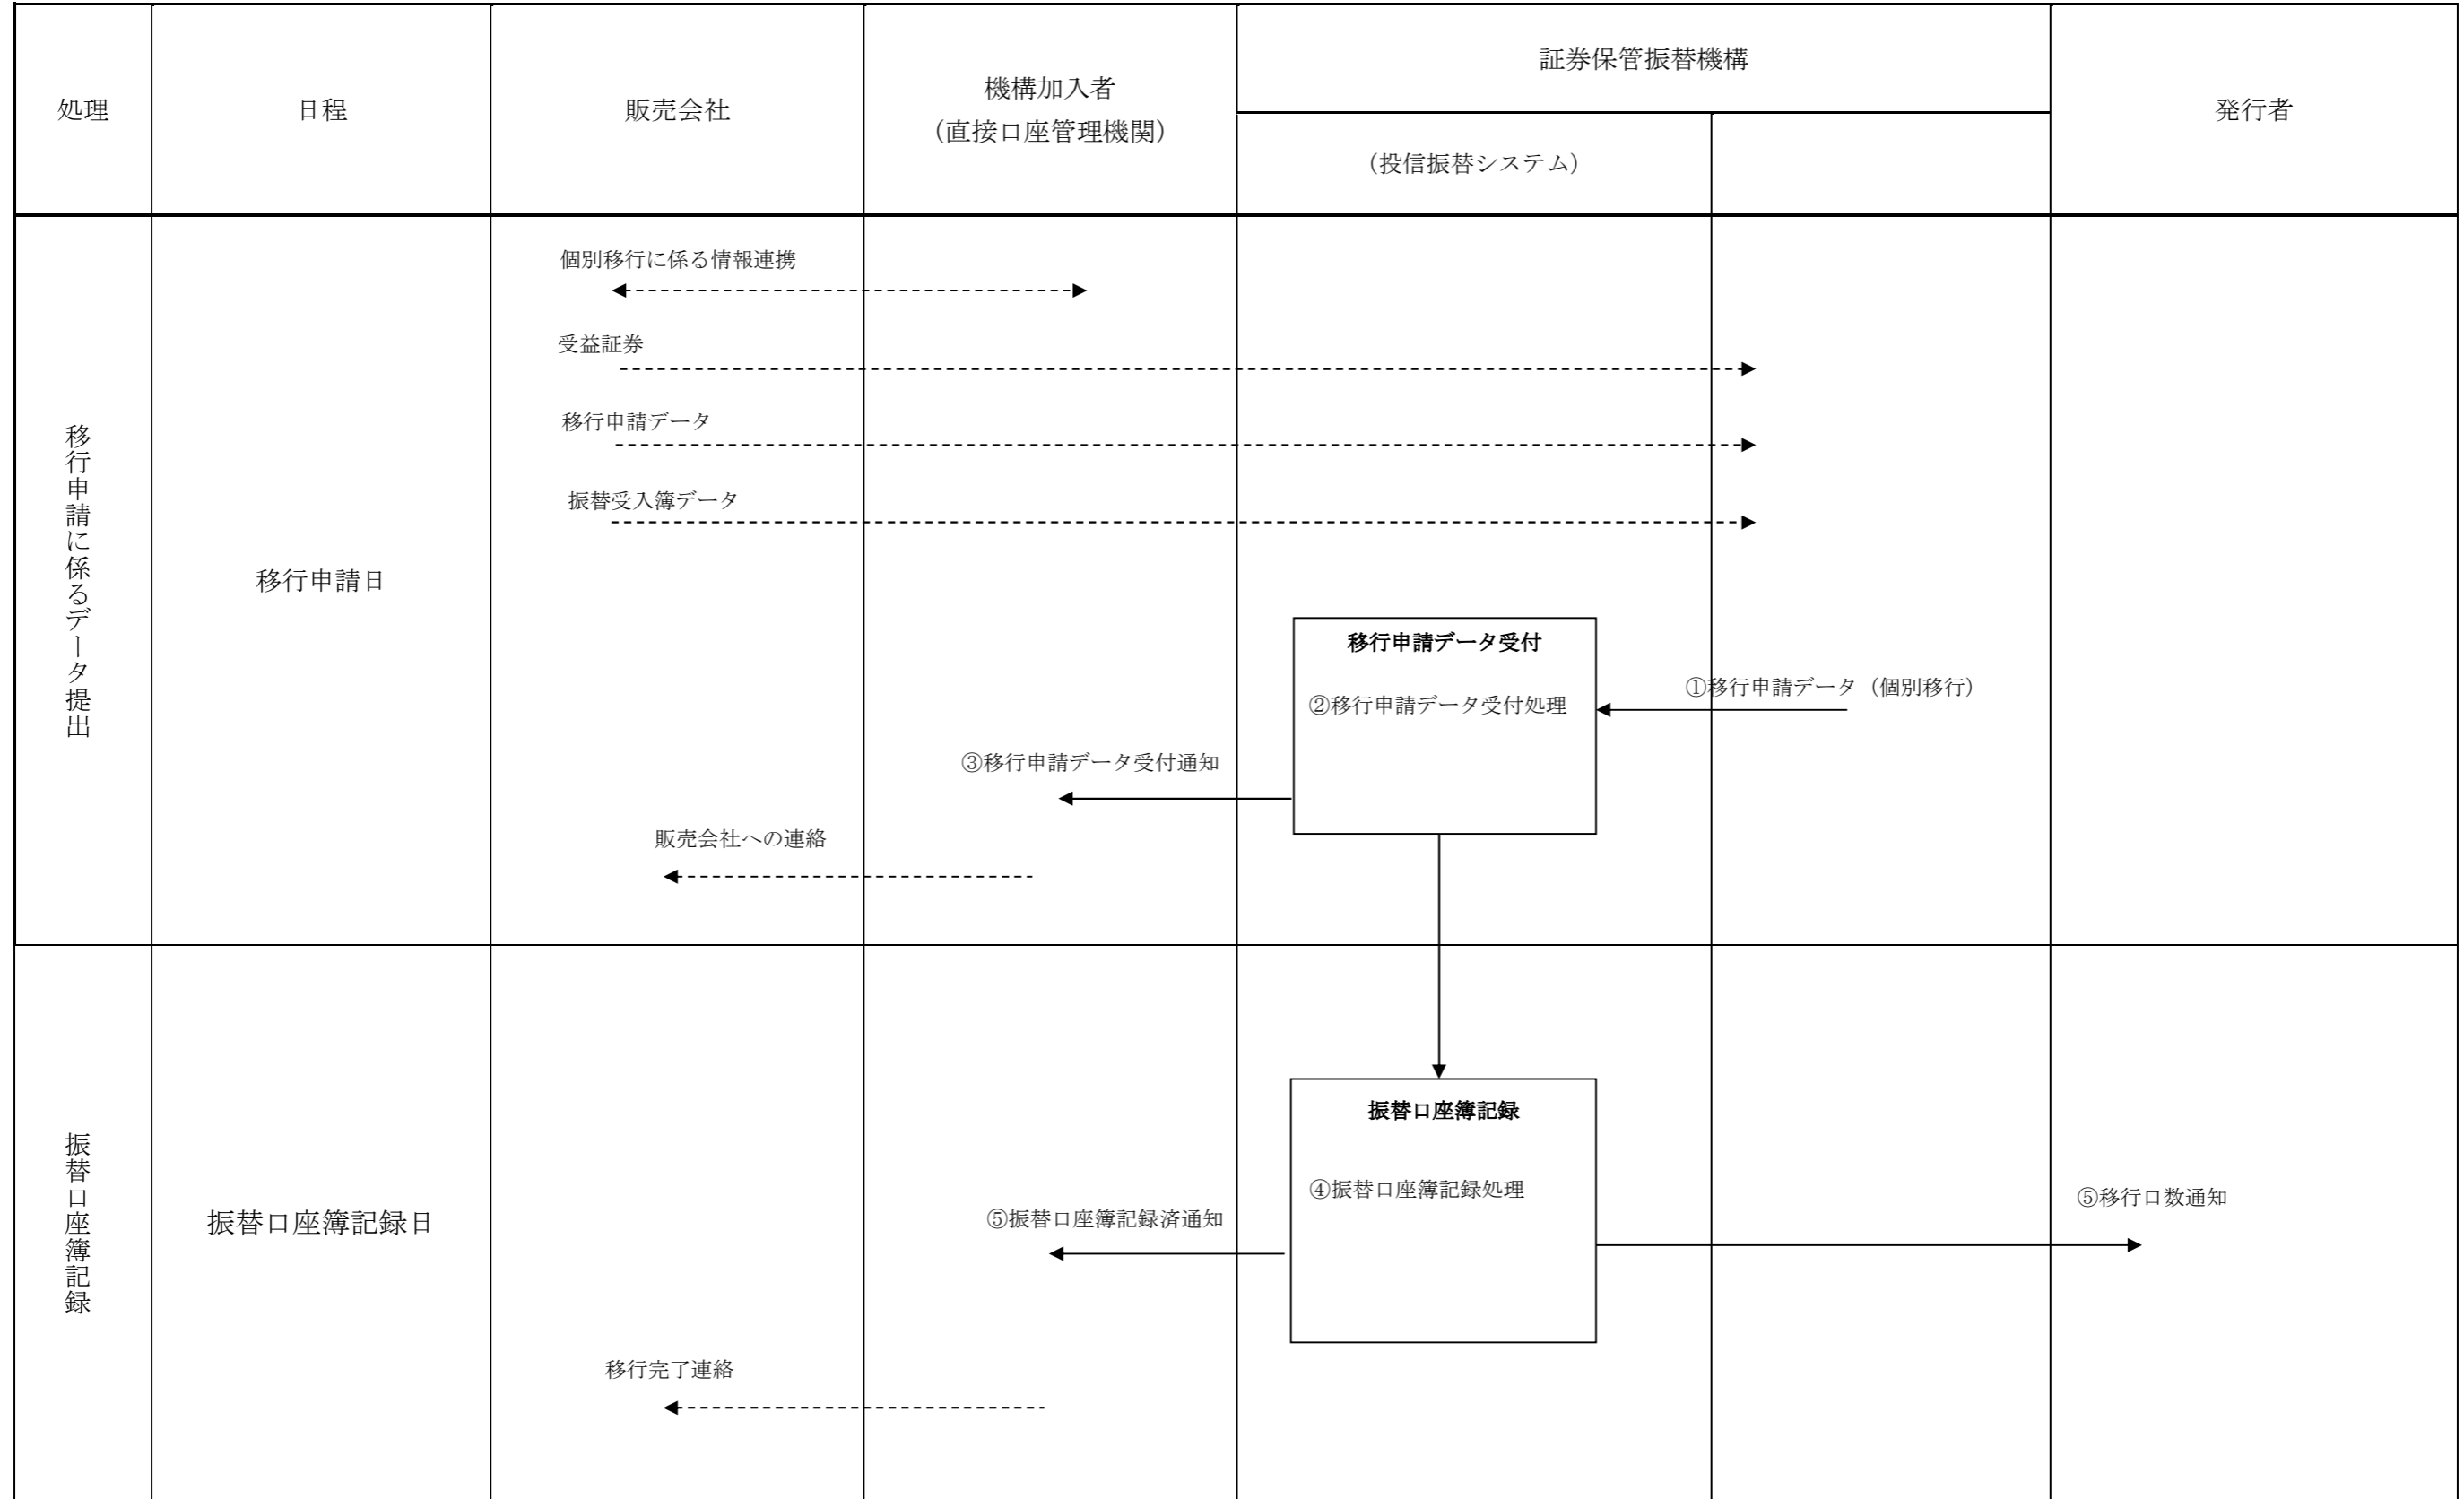 処理
日程
販売会社
機構加入者
（直接口座管理機関）
証券保管振替機構
（投信振替システム）
発行者
移行申請に係るデータ提出
移行申請日
個別移行に係る情報連携
受益証券
移行申請データ
振替受入簿データ
移行申請データ受付
②移行申請データ受付処理
①移行申請データ（個別移行）
③移行申請データ受付通知
販売会社への連絡
振替口座簿記録
振替口座簿記録日
振替口座簿記録
④振替口座簿記録処理
⑤振替口座簿記録済通知
⑤移行口数通知
移行完了連絡